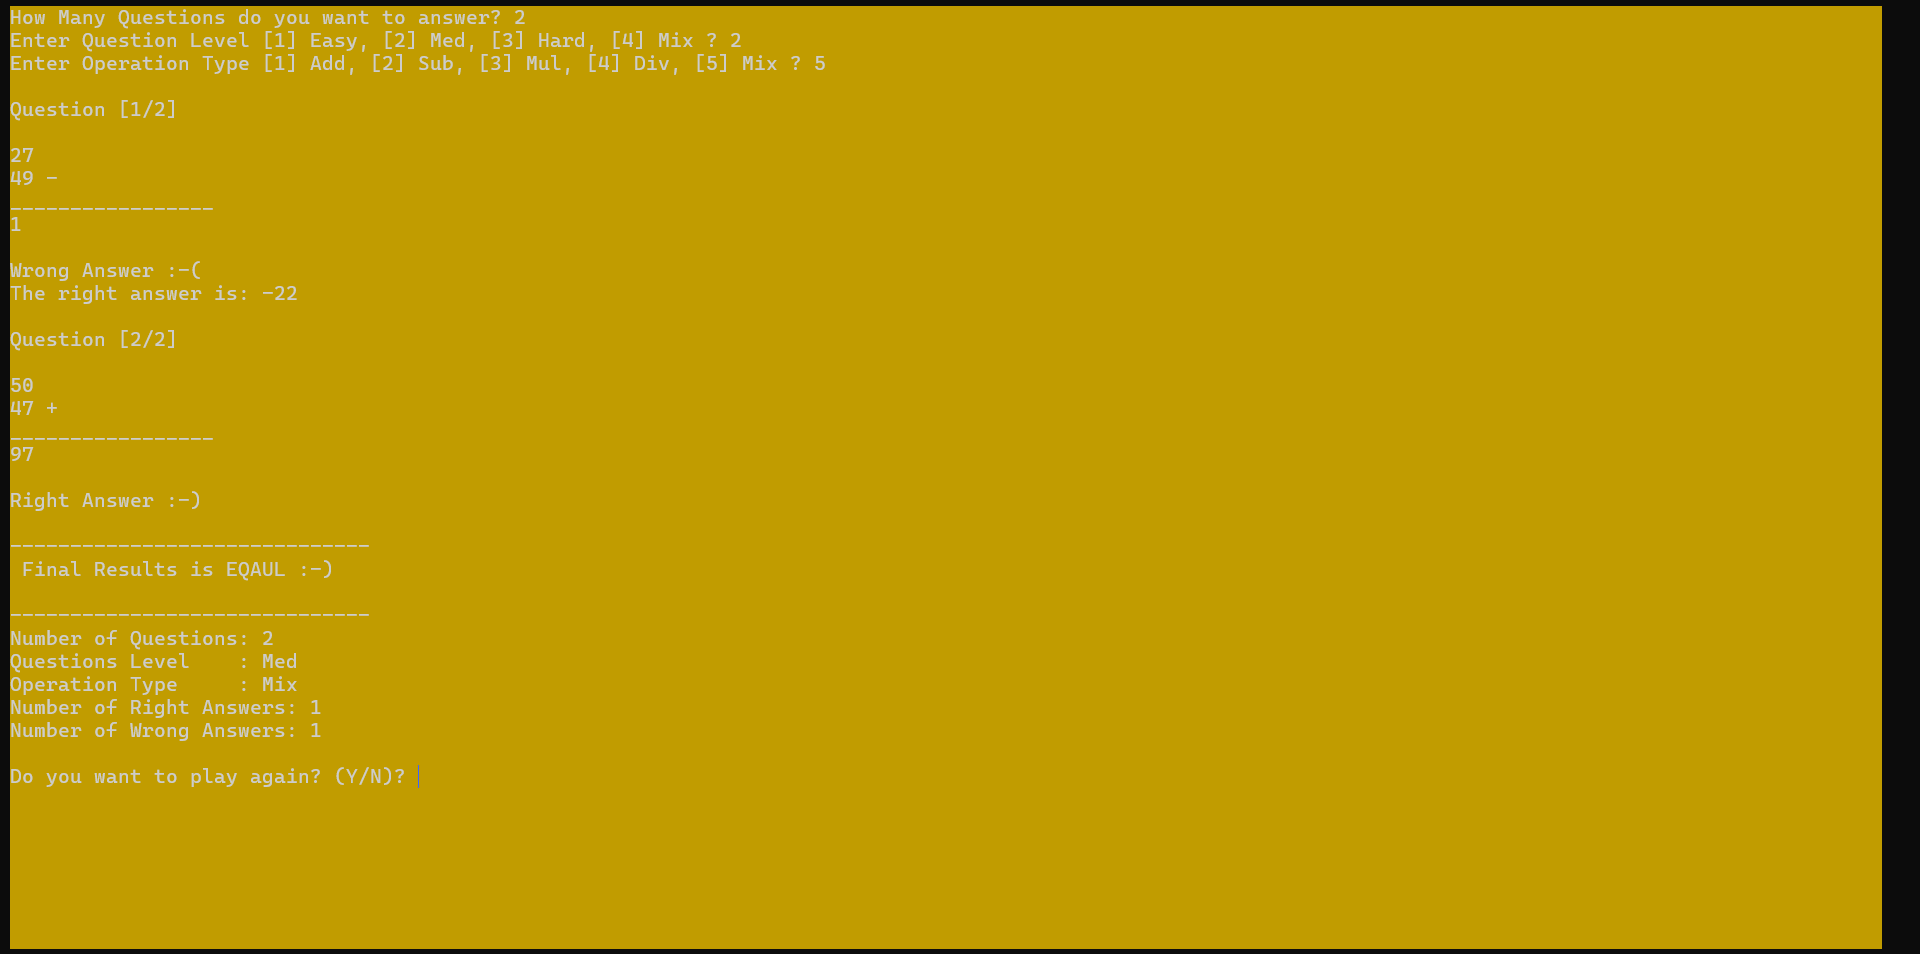 How Many Questions do you want to answer? 2
Enter Question Level [1] Easy, [2] Med, [3] Hard, [4] Mix ? 2
Enter Operation Type [1] Add, [2] Sub, [3] Mul, [4] Div, [5] Mix ? 5
Question [1/2]
27
49 -
_________________
1
Wrong Answer :-(
The right answer is: -22
Question [2/2]
50
47 +
_________________
97
Right Answer :-)
______________________________
 Final Results is EQAUL :-)
______________________________
Number of Questions: 2
Questions Level    : Med
Operation Type     : Mix
Number of Right Answers: 1
Number of Wrong Answers: 1
Do you want to play again? (Y/N)?